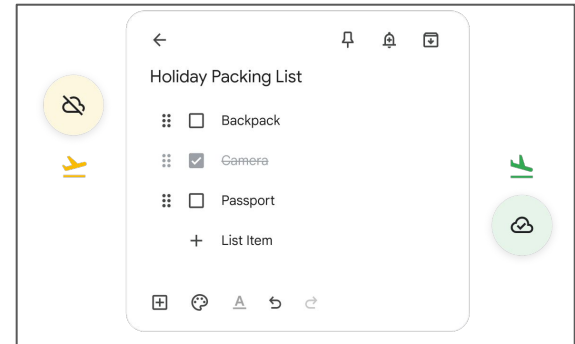 Holiday Packing List
Backpack
Camera
Passport
List Item
A